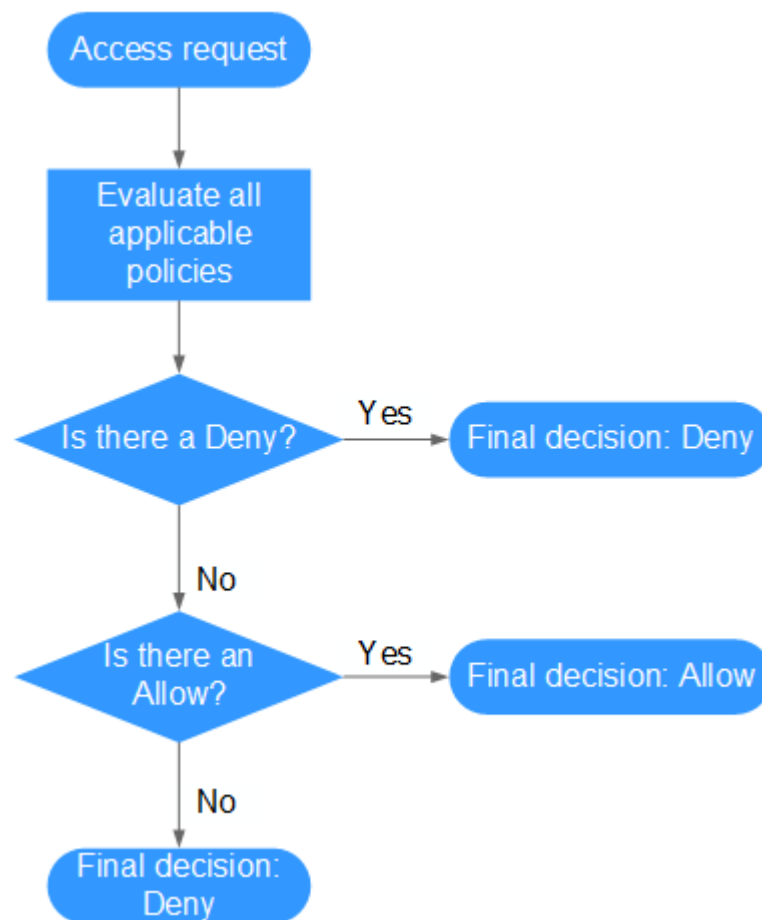 Access request
Evaluate all
applicable
policies
Is there a Deny?
Yes
Final decision: Deny
No
Is there an
Allow?
Yes
Final decision: Allow
No
Final decision:
Deny